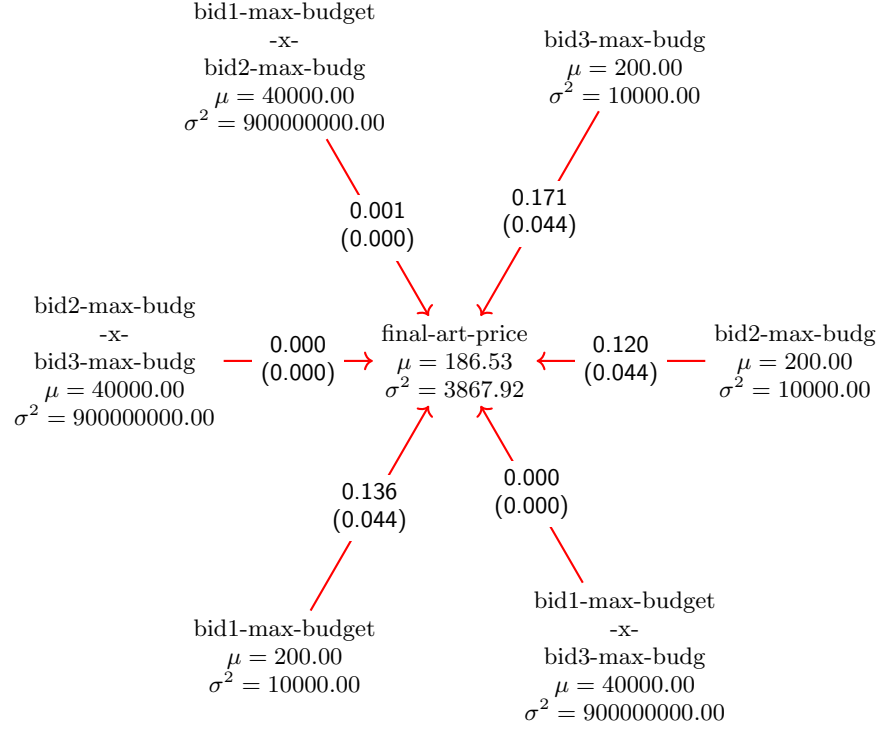 bid1-max-budget
-x-
bid2-max-budg
μ = 40000.00
σ² = 900000000.00
bid3-max-budg
μ = 200.00
σ² = 10000.00
0.001
(0.000)
0.171
(0.044)
bid2-max-budg
-x-
bid3-max-budg
μ = 40000.00
σ² = 900000000.00
0.000
(0.000)
final-art-price
μ = 186.53
σ² = 3867.92
0.120
(0.044)
bid2-max-budg
μ = 200.00
σ² = 10000.00
0.136
(0.044)
0.000
(0.000)
bid1-max-budget
μ = 200.00
σ² = 10000.00
bid1-max-budget
-x-
bid3-max-budg
μ = 40000.00
σ² = 900000000.00